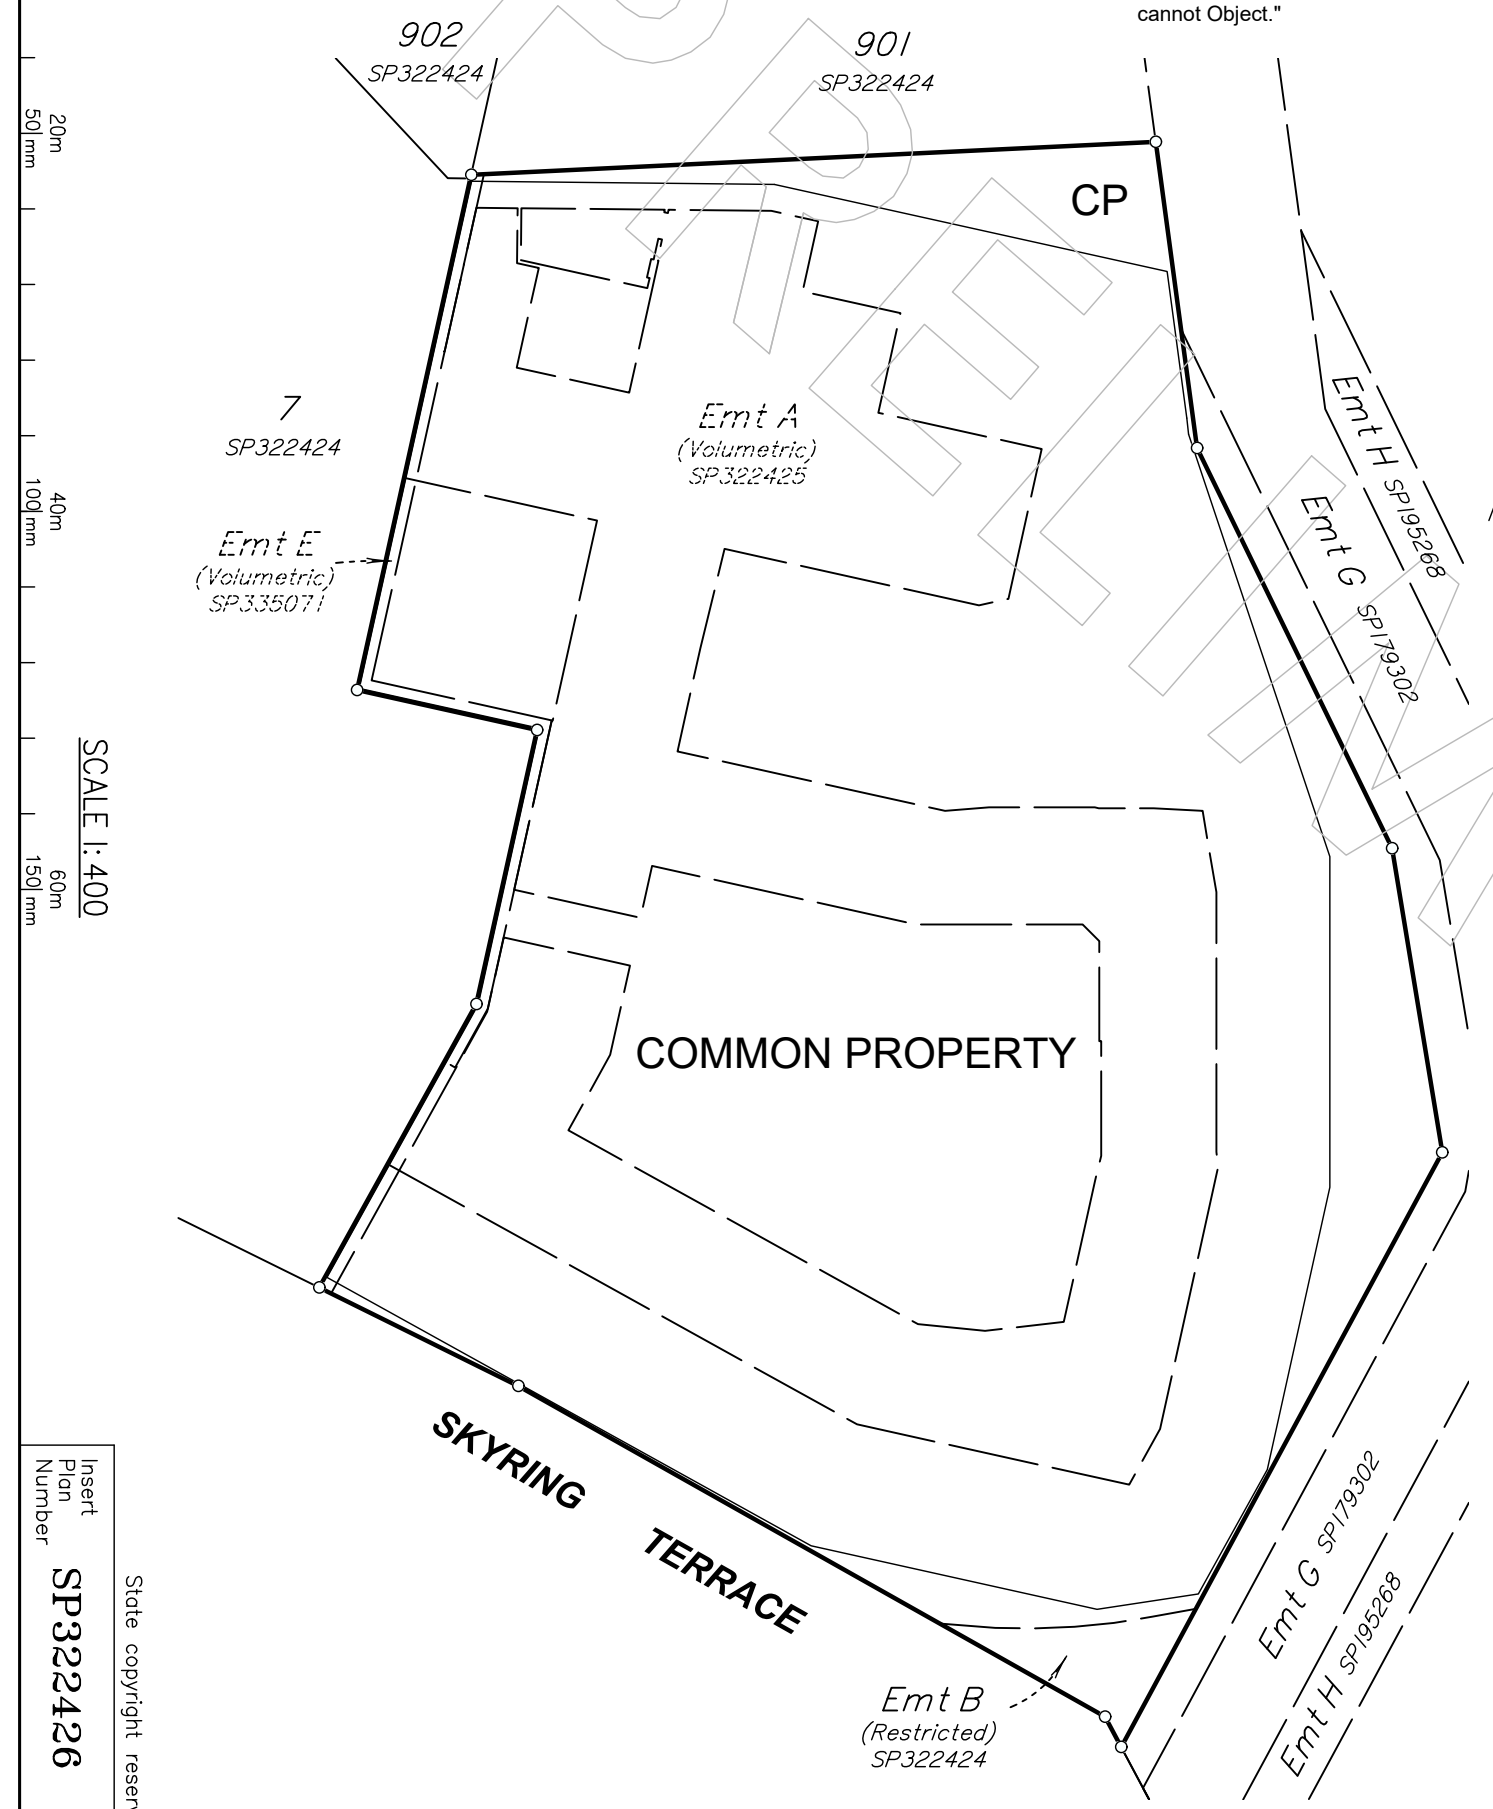 cannot Object."
902
SP322424
901
SP322424
CP
20m
50 mm
7
SP322424
Emt A
(Volumetric)
SP322425
Emt H SP195268
Emt G SP179302
40m
100 mm
Emt E
(Volumetric)
SP335071
SCALE 1:400
60m
150 mm
COMMON PROPERTY
SKYRING TERRACE
Emt G SP179302
Emt H SP195268
Emt B
(Restricted)
SP322424
Insert
Plan
Number
SP322426
State copyright reserv